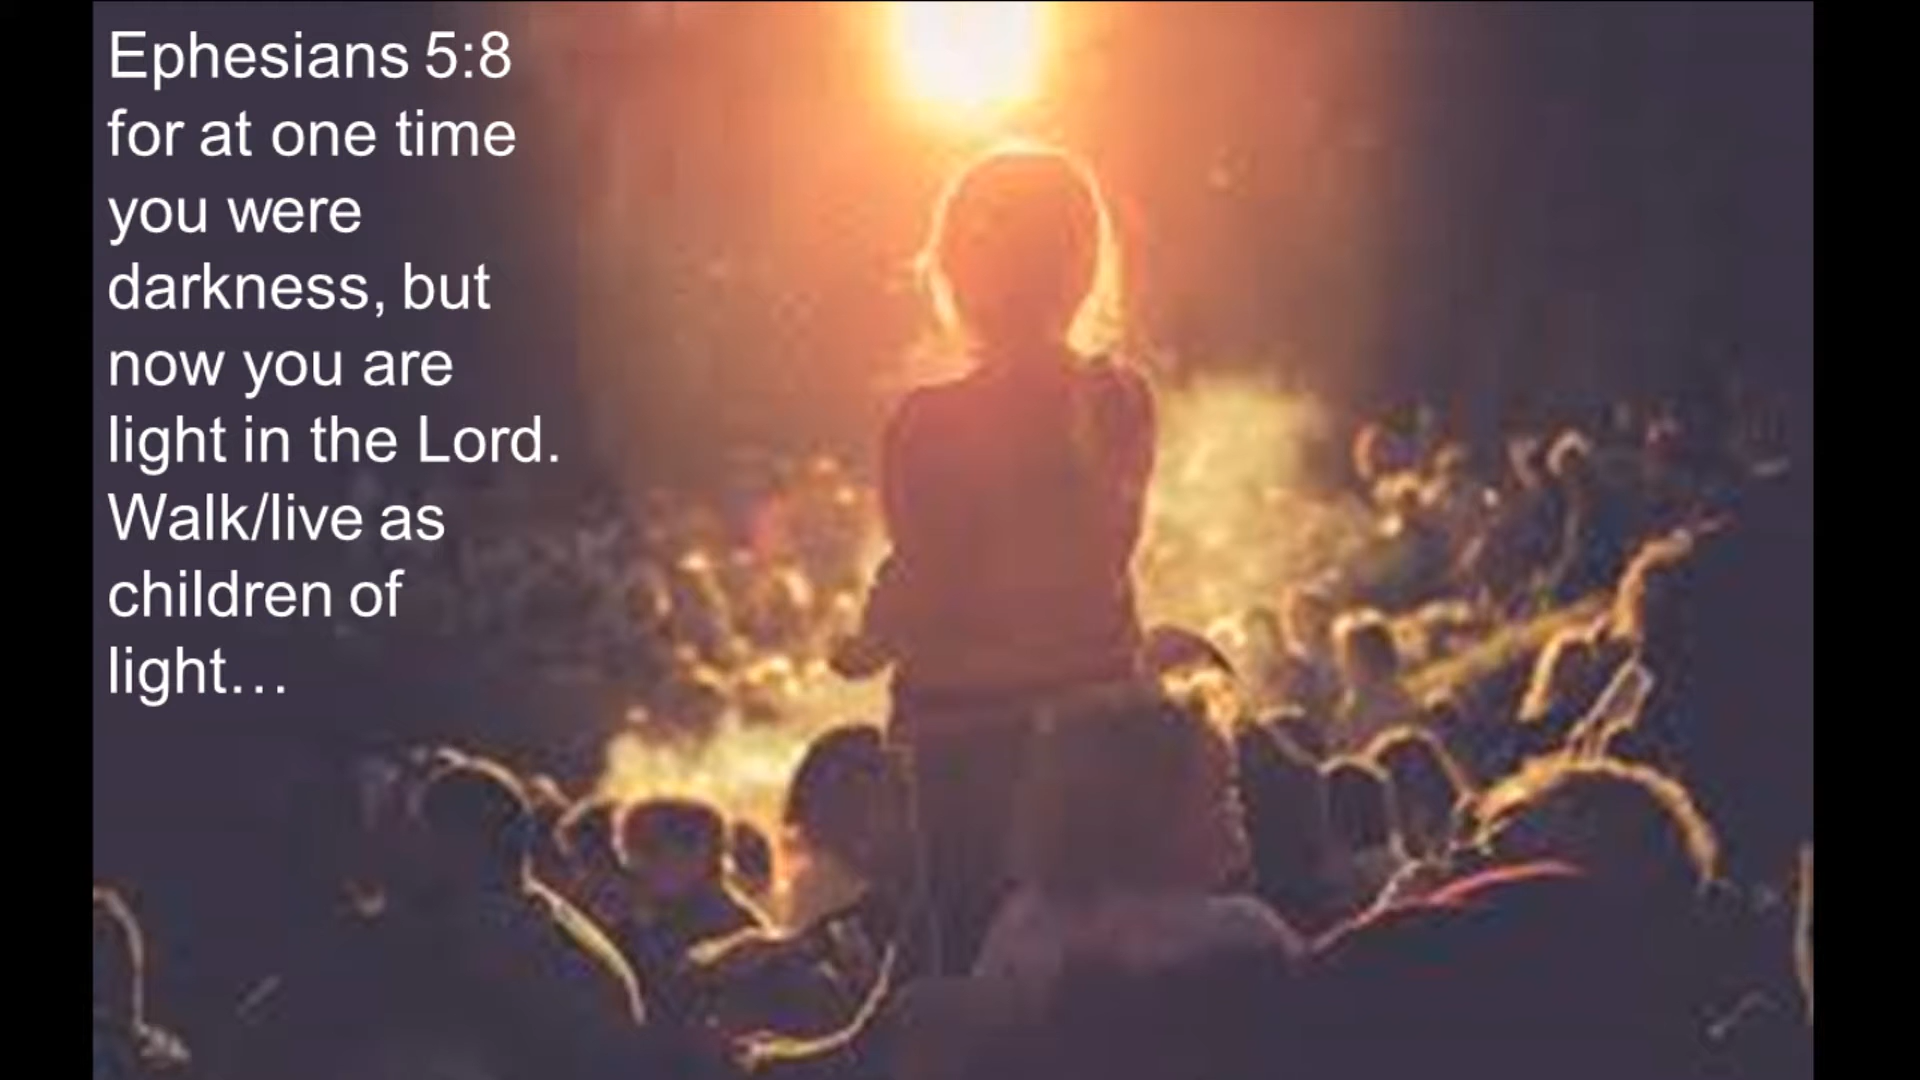 Ephesians 5:8
for at one time
you were
darkness, but
now you are
light in the Lord.
Walk/live as
children of
light…